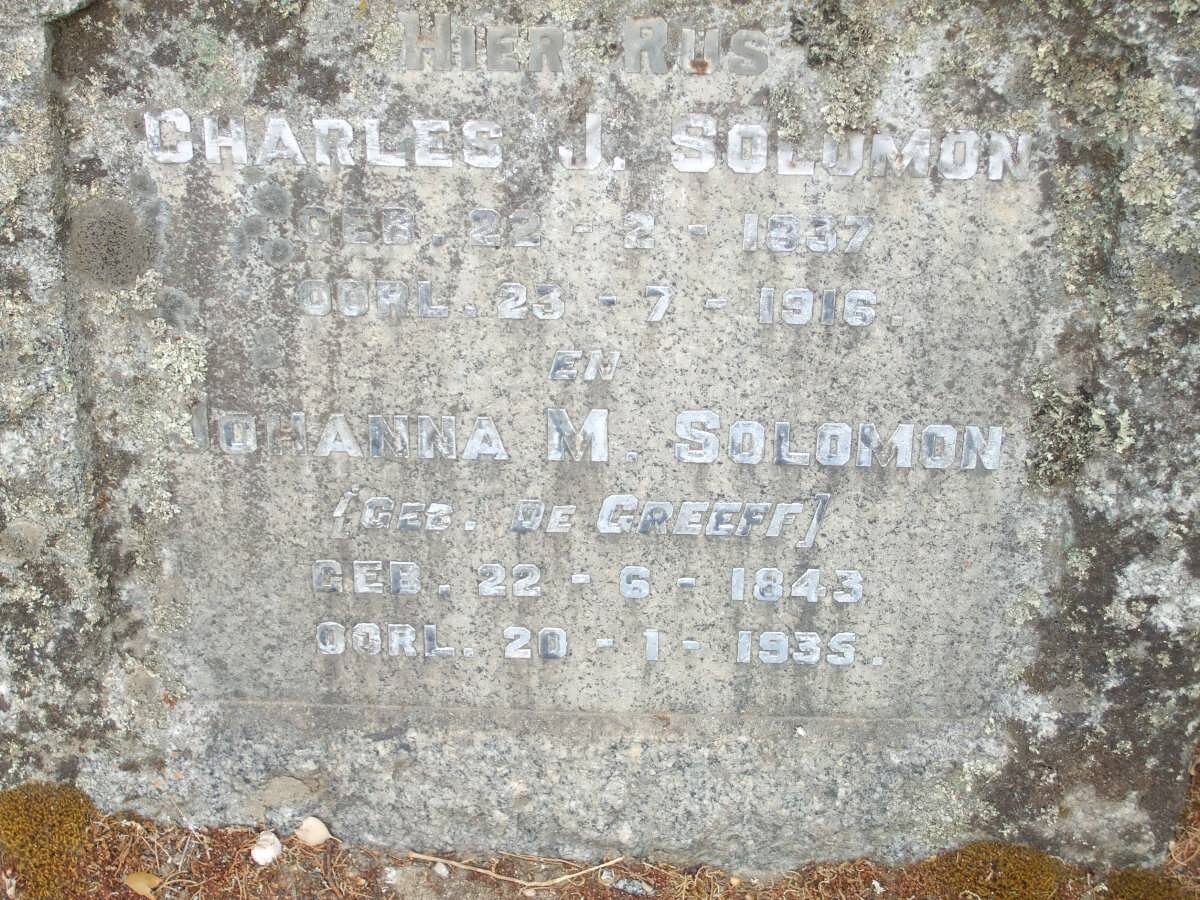 HIER RUS
CHARLES J. SOLOMON
GEB. 22 - 2 - 1837
OORL. 23 - 7 - 1916.
EN
JOHANNA M. SOLOMON
(GEB. DE GREEFF)
GEB. 22 - 6 - 1843
OORL. 20 - 1 - 1935.